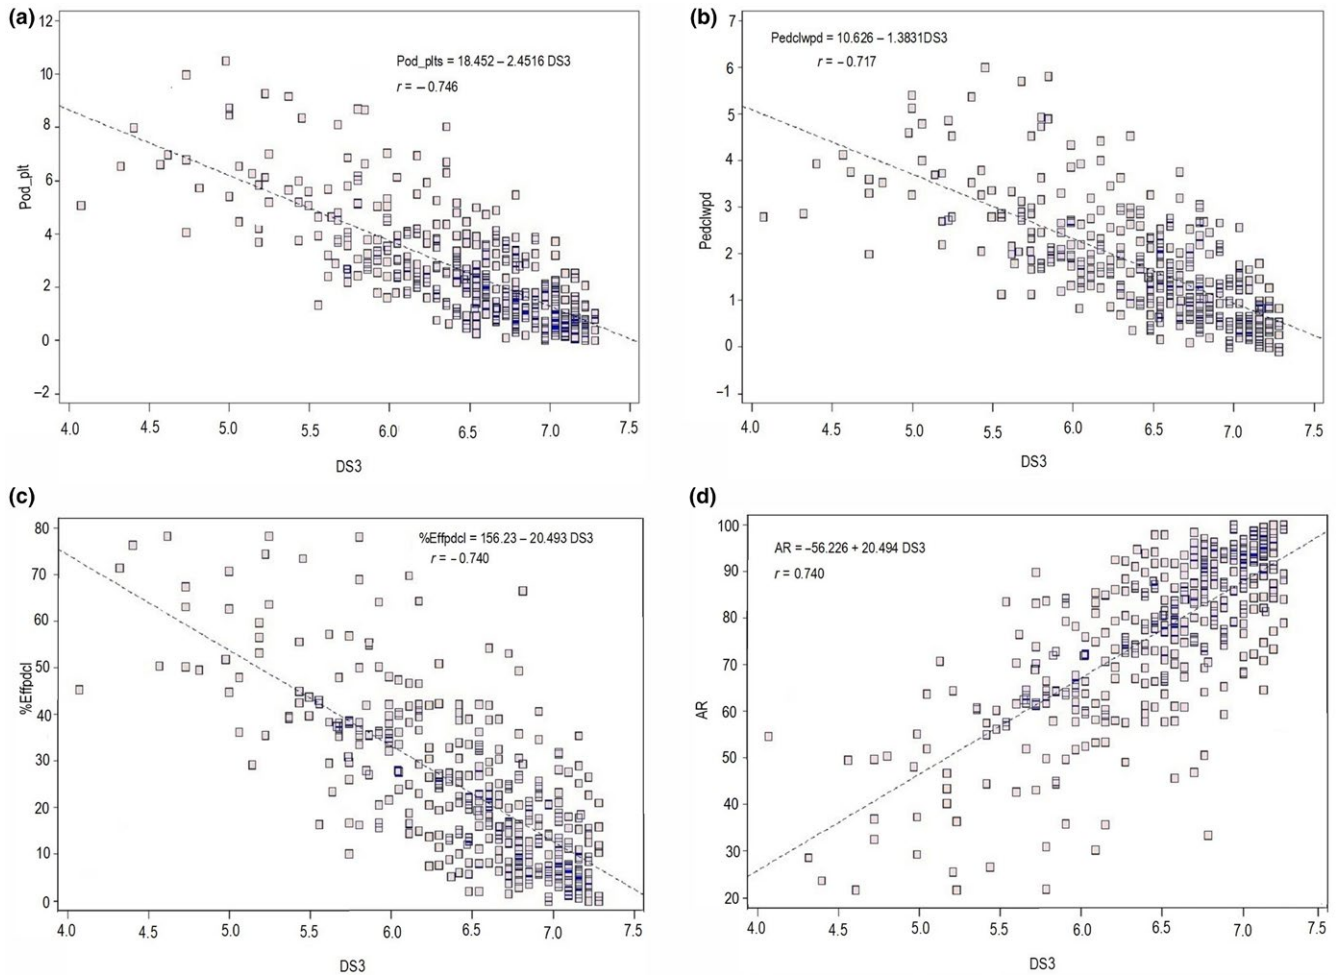 (a)
12
10
8
6
4
2
0
−2
Pod_plt
Pod_plts = 18.452 − 2.4516 DS3
r = − 0.746
4.0 4.5 5.0 5.5 6.0 6.5 7.0 7.5
DS3
(b)
7
6
5
4
3
2
1
0
−1
Pedclwpd
Pedclwpd = 10.626 − 1.3831DS3
r = − 0.717
4.0 4.5 5.0 5.5 6.0 6.5 7.0 7.5
DS3
(c)
80
70
60
50
40
30
20
10
0
%Effpdcl
%Effpdcl = 156.23 − 20.493 DS3
r = − 0.740
4.0 4.5 5.0 5.5 6.0 6.5 7.0 7.5
DS3
(d)
100
90
80
70
60
50
40
30
20
AR
AR = −56.226 + 20.494 DS3
r = 0.740
4.0 4.5 5.0 5.5 6.0 6.5 7.0 7.5
DS3